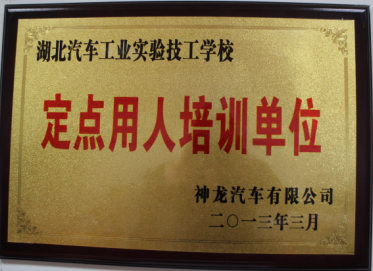 湖北汽车工业实验技工学校
定点用人培训单位
神龙汽车有限公司
二〇一三年三月